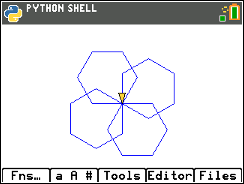 PYTHON SHELL
Fns… a A # Tools Editor Files